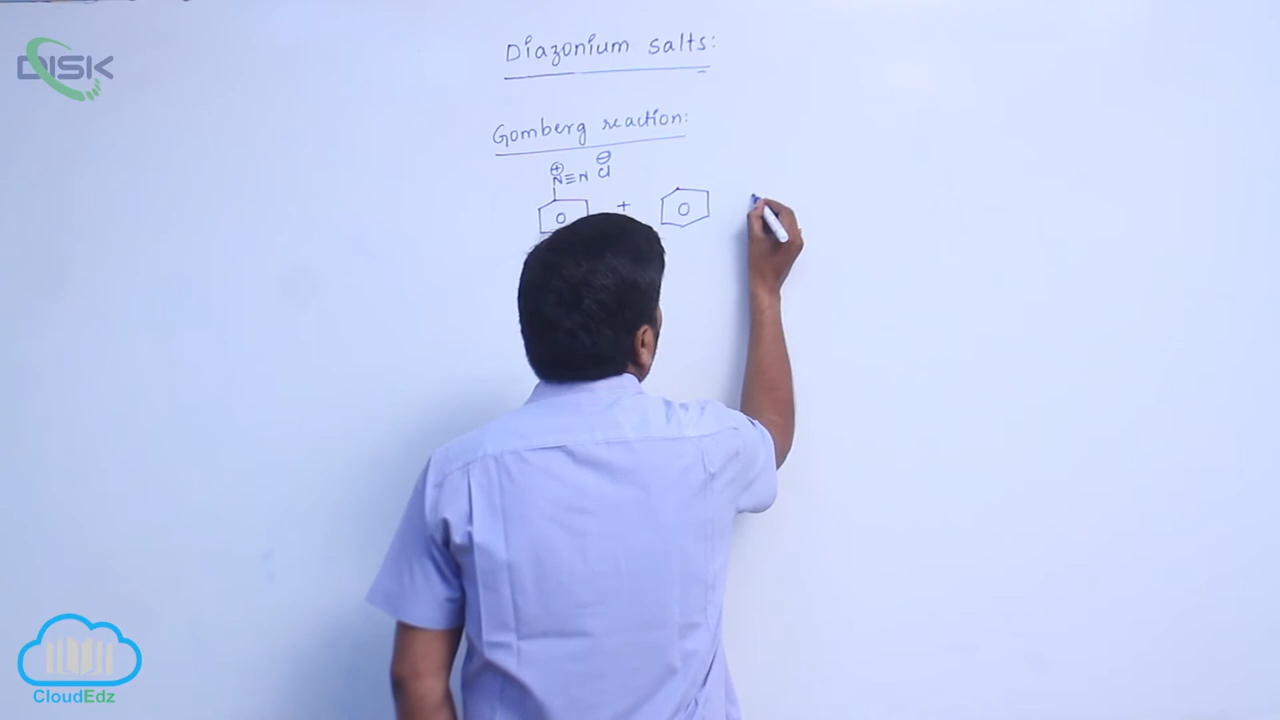 DISK
Diazonium salts:
Gomberg reaction:
⊕ ⊖
N≡N Cl
+
CloudEdz